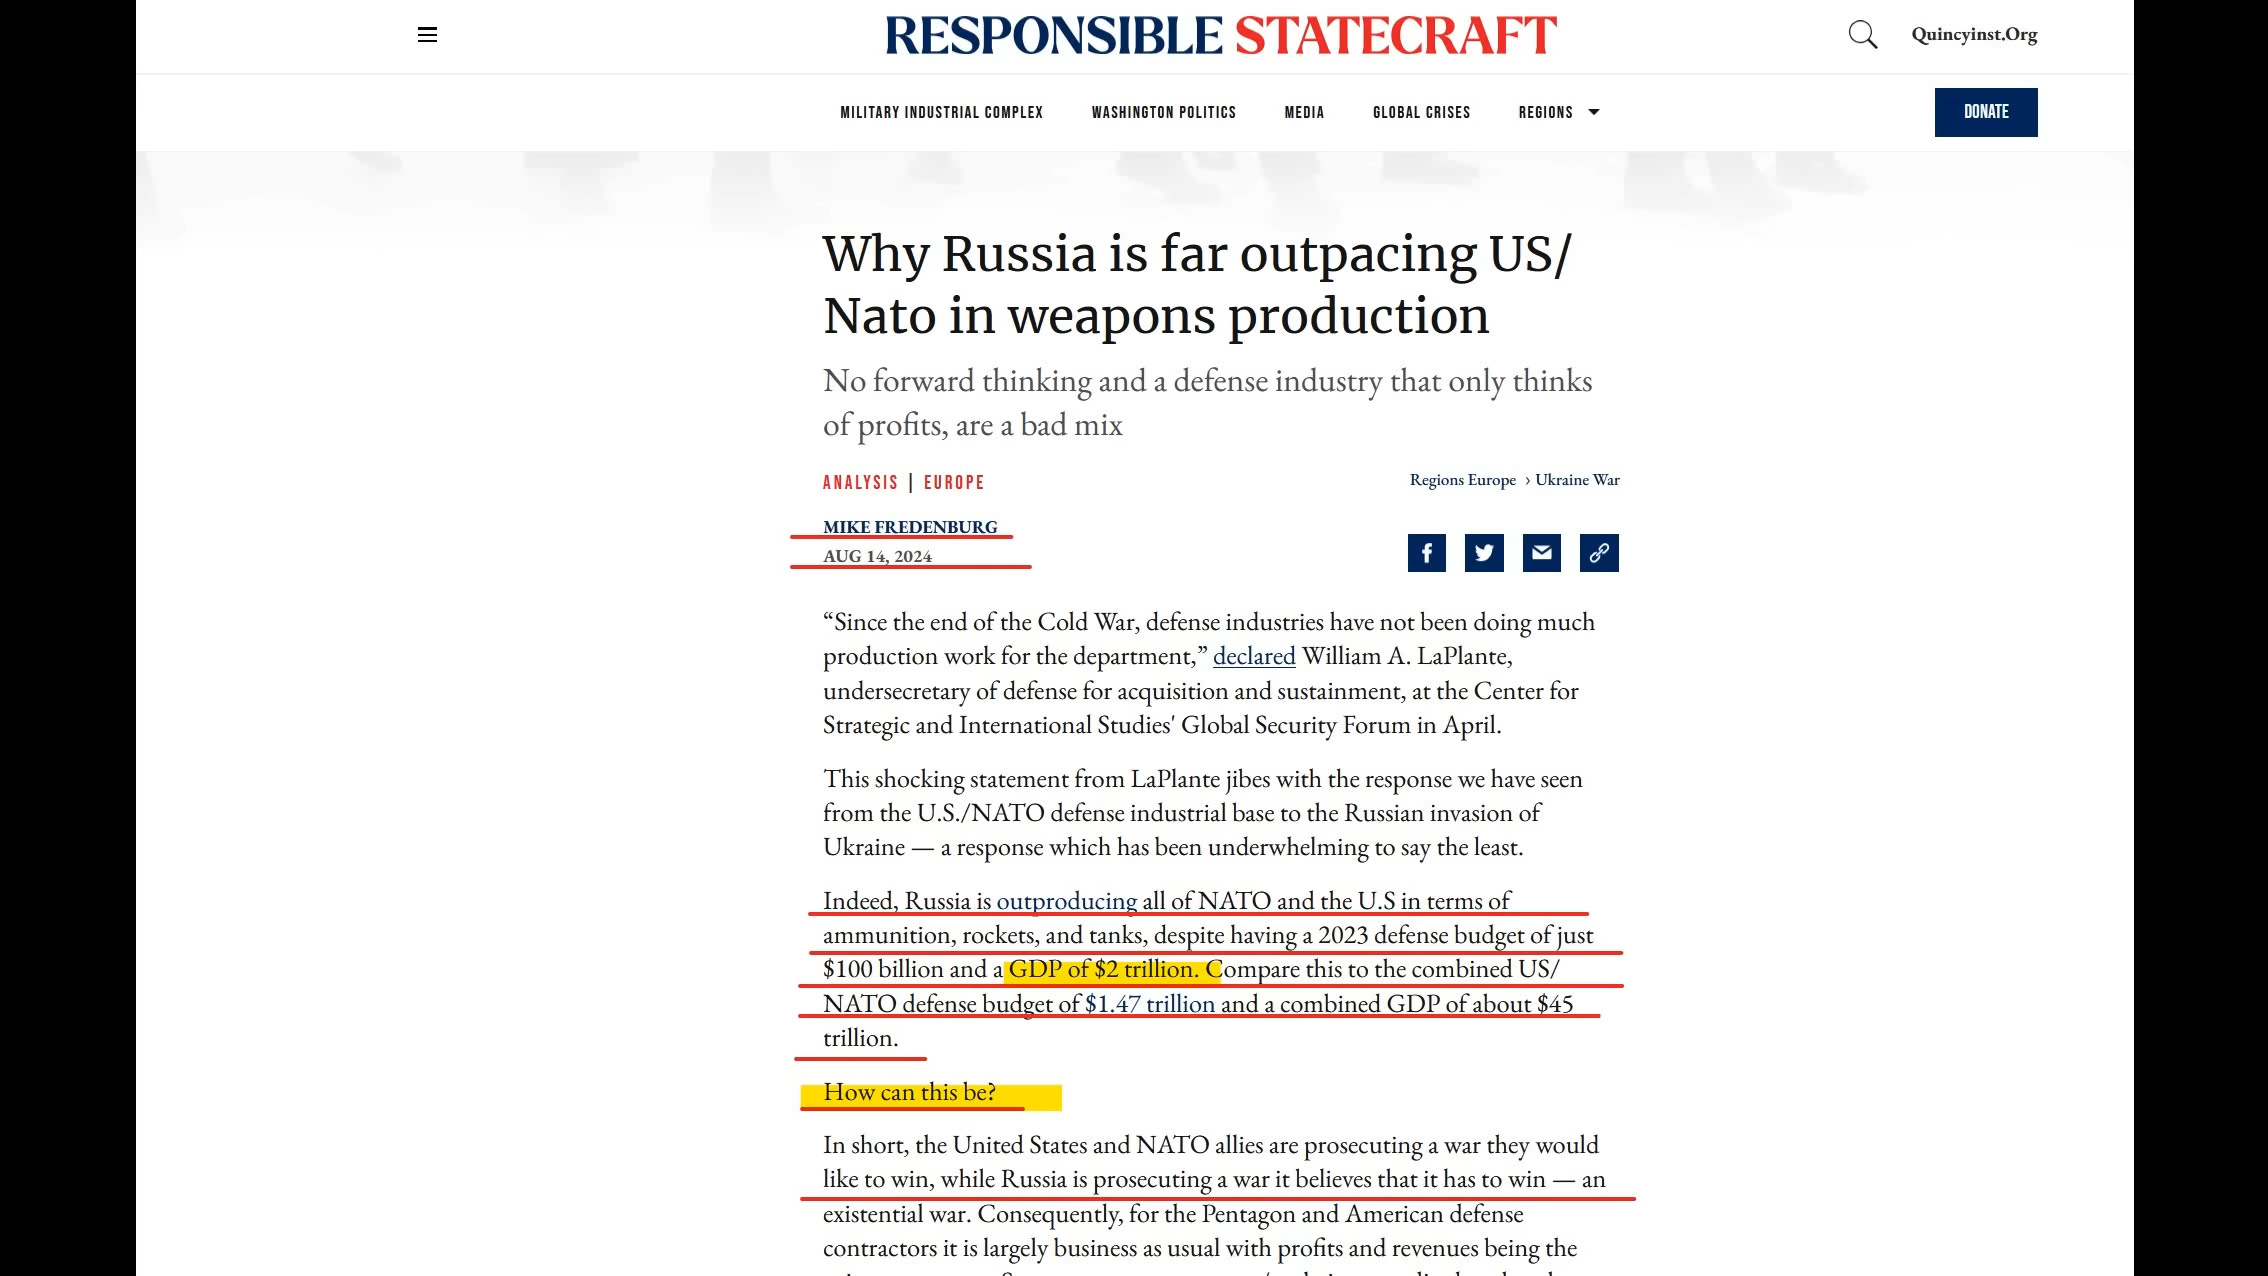 RESPONSIBLE STATECRAFT
Quincyinst.Org
MILITARY INDUSTRIAL COMPLEX
WASHINGTON POLITICS
MEDIA
GLOBAL CRISES
REGIONS
DONATE
Why Russia is far outpacing US/
Nato in weapons production
No forward thinking and a defense industry that only thinks
of profits, are a bad mix
ANALYSIS | EUROPE
Regions Europe › Ukraine War
MIKE FREDENBURG
AUG 14, 2024
“Since the end of the Cold War, defense industries have not been doing much
production work for the department,” declared William A. LaPlante,
undersecretary of defense for acquisition and sustainment, at the Center for
Strategic and International Studies' Global Security Forum in April.
This shocking statement from LaPlante jibes with the response we have seen
from the U.S./NATO defense industrial base to the Russian invasion of
Ukraine — a response which has been underwhelming to say the least.
Indeed, Russia is outproducing all of NATO and the U.S in terms of
ammunition, rockets, and tanks, despite having a 2023 defense budget of just
$100 billion and a GDP of $2 trillion. Compare this to the combined US/
NATO defense budget of $1.47 trillion and a combined GDP of about $45
trillion.
How can this be?
In short, the United States and NATO allies are prosecuting a war they would
like to win, while Russia is prosecuting a war it believes that it has to win — an
existential war. Consequently, for the Pentagon and American defense
contractors it is largely business as usual with profits and revenues being the